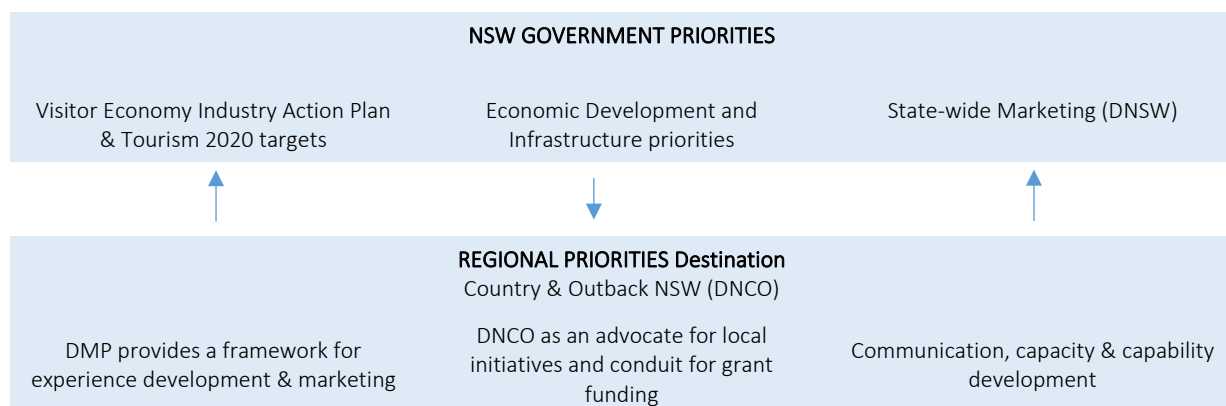 NSW GOVERNMENT PRIORITIES
Visitor Economy Industry Action Plan
& Tourism 2020 targets
Economic Development and
Infrastructure priorities
State-wide Marketing (DNSW)
REGIONAL PRIORITIES Destination
Country & Outback NSW (DNCO)
DMP provides a framework for
experience development & marketing
DNCO as an advocate for local
initiatives and conduit for grant
funding
Communication, capacity & capability
development